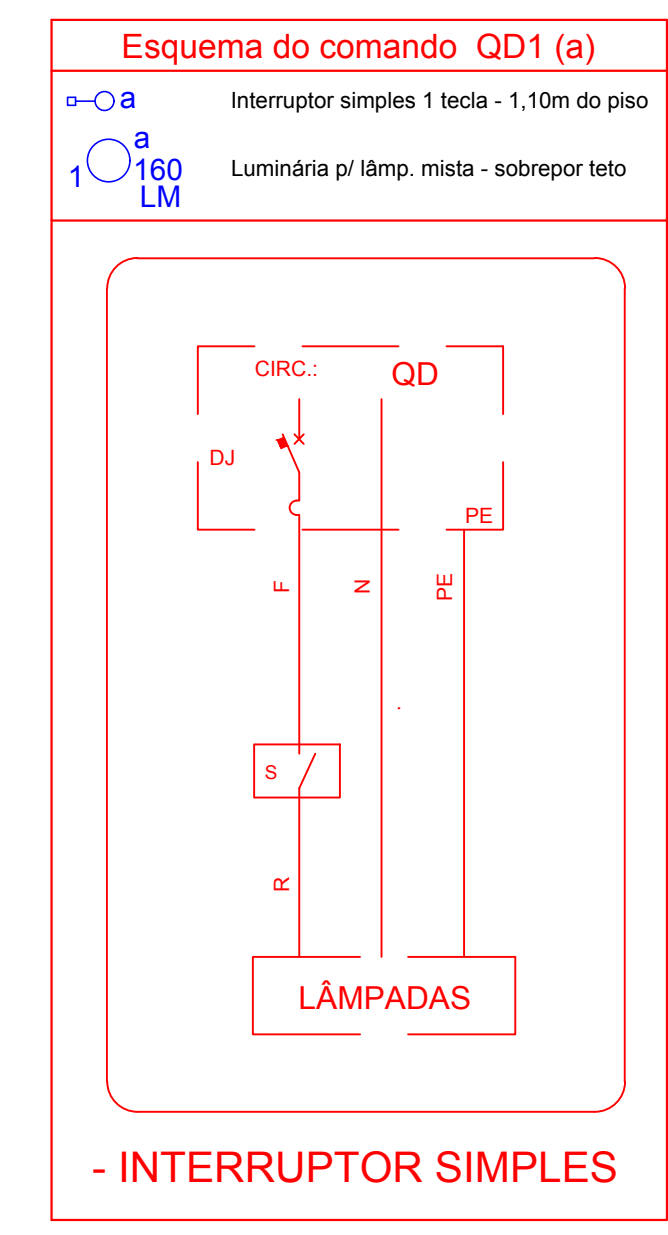 Esquema do comando QD1 (a)
a
Interruptor simples 1 tecla - 1,10m do piso
a
1
160
LM
Luminária p/ lâmp. mista - sobrepor teto
CIRC.:
QD
DJ
PE
F
N
PE
S
R
LÂMPADAS
- INTERRUPTOR SIMPLES